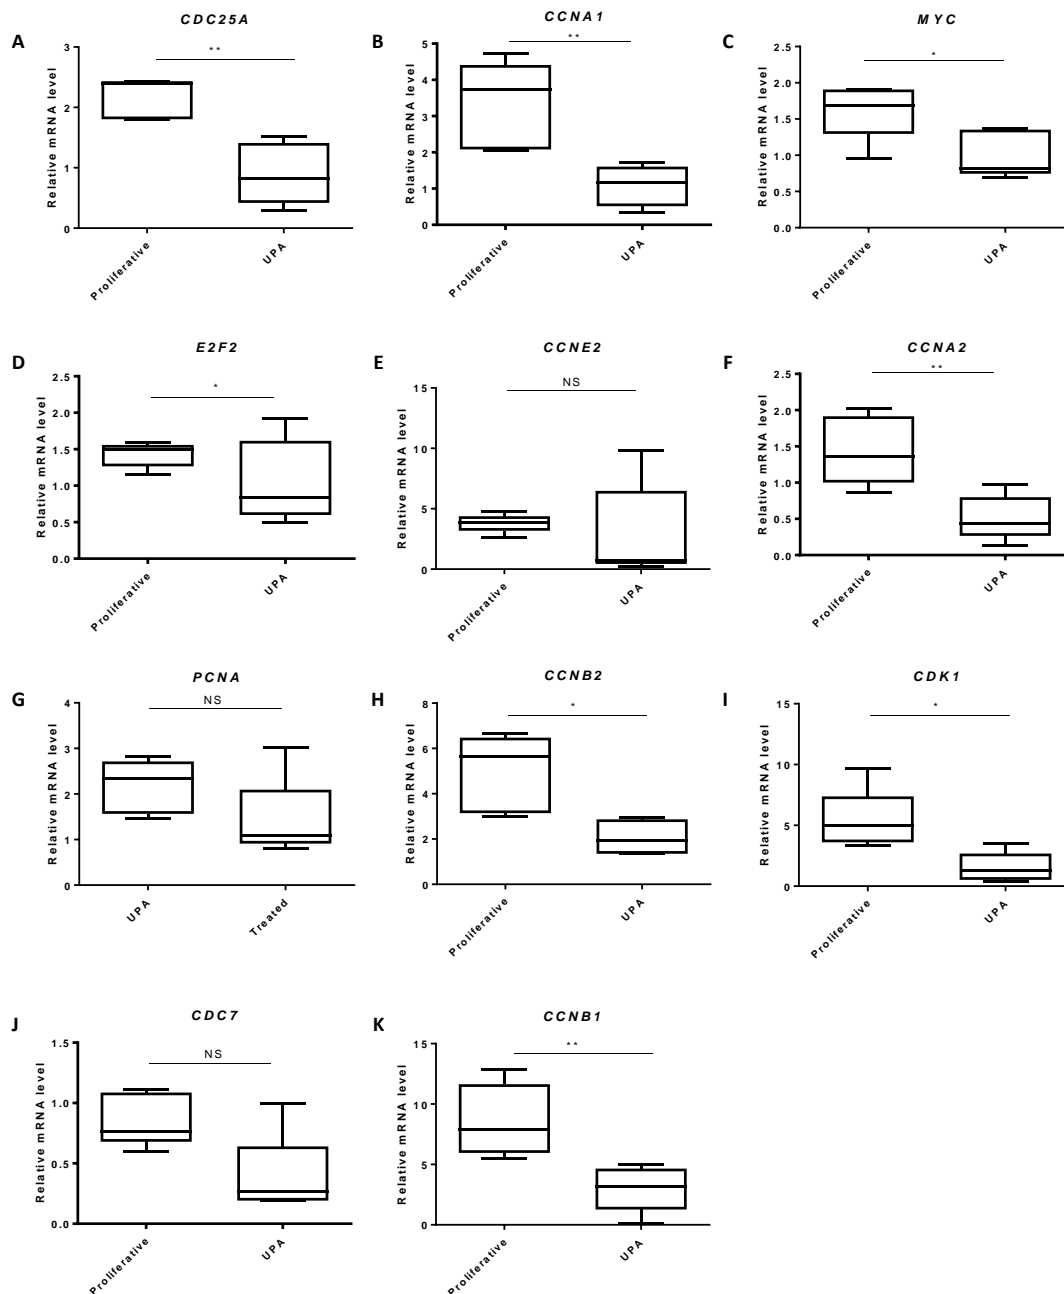 A
CDC25A
**
Relative mRNA level
3
2
1
0
Proliferative
UPA
B
CCNA1
**
Relative mRNA level
5
4
3
2
1
0
Proliferative
UPA
C
MYC
*
Relative mRNA level
2.5
2.0
1.5
1.0
0.5
0.0
Proliferative
UPA
D
E2F2
*
Relative mRNA level
2.5
2.0
1.5
1.0
0.5
0.0
Proliferative
UPA
E
CCNE2
NS
Relative mRNA level
15
10
5
0
Proliferative
UPA
F
CCNA2
**
Relative mRNA level
2.5
2.0
1.5
1.0
0.5
0.0
Proliferative
UPA
G
PCNA
NS
Relative mRNA level
4
3
2
1
0
UPA
Treated
H
CCNB2
*
Relative mRNA level
8
6
4
2
0
Proliferative
UPA
I
CDK1
*
Relative mRNA level
15
10
5
0
Proliferative
UPA
J
CDC7
NS
Relative mRNA level
1.5
1.0
0.5
0.0
Proliferative
UPA
K
CCNB1
**
Relative mRNA level
15
10
5
0
Proliferative
UPA